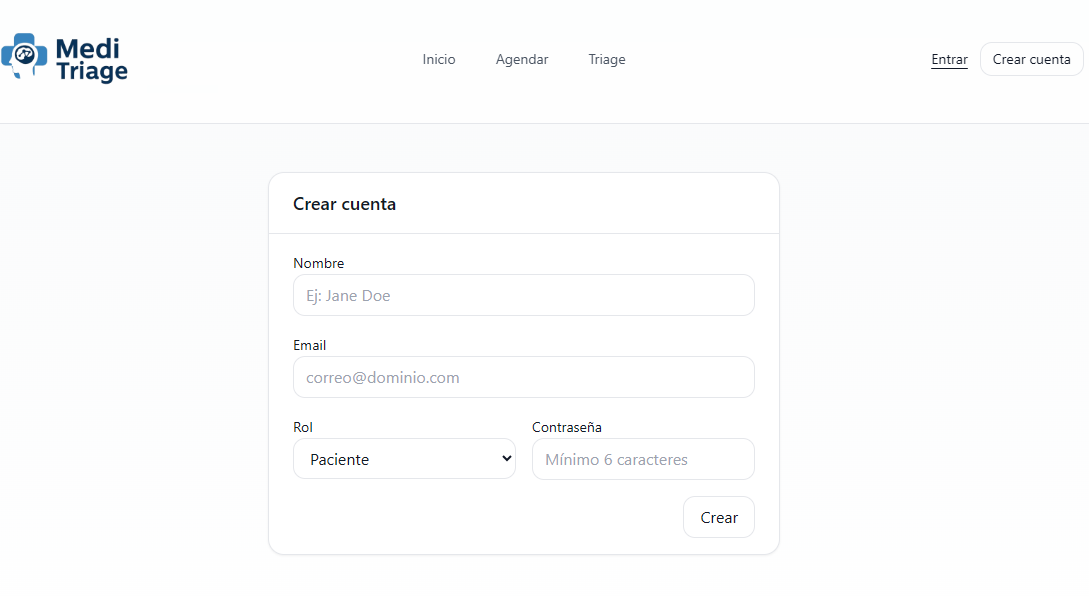 Medi
Triage
Inicio Agendar Triage
Entrar Crear cuenta
Crear cuenta
Nombre
Ej: Jane Doe
Email
correo@dominio.com
Rol Contraseña
Paciente Mínimo 6 caracteres
Crear